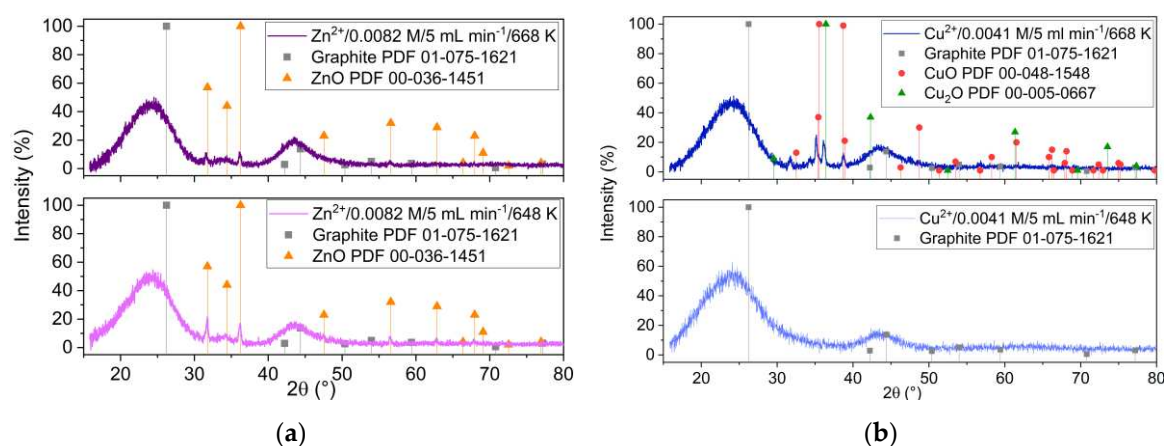 100
80
60
40
20
0
Zn²⁺/0.0082 M/5 mL min⁻¹/668 K
Graphite PDF 01-075-1621
ZnO PDF 00-036-1451
100
80
60
40
20
0
Zn²⁺/0.0082 M/5 mL min⁻¹/648 K
Graphite PDF 01-075-1621
ZnO PDF 00-036-1451
Intensity (%)
20 30 40 50 60 70 80
2θ (°)
(a)
100
80
60
40
20
0
Cu²⁺/0.0041 M/5 ml min⁻¹/668 K
Graphite PDF 01-075-1621
CuO PDF 00-048-1548
Cu₂O PDF 00-005-0667
Intensity (%)
100
80
60
40
20
0
Cu²⁺/0.0041 M/5 mL min⁻¹/648 K
Graphite PDF 01-075-1621
Intensity (%)
20 30 40 50 60 70 80
2θ (°)
(b)